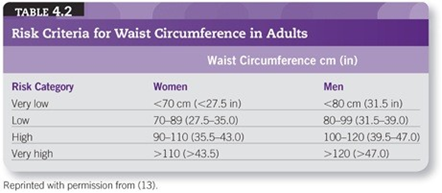 TABLE 4.2
Risk Criteria for Waist Circumference in Adults
Waist Circumference cm (in)
Risk Category Women Men
Very low <70 cm (<27.5 in) <80 cm (31.5 in)
Low 70–89 (27.5–35.0) 80–99 (31.5–39.0)
High 90–110 (35.5–43.0) 100–120 (39.5–47.0)
Very high >110 (>43.5) >120 (>47.0)
Reprinted with permission from (13).